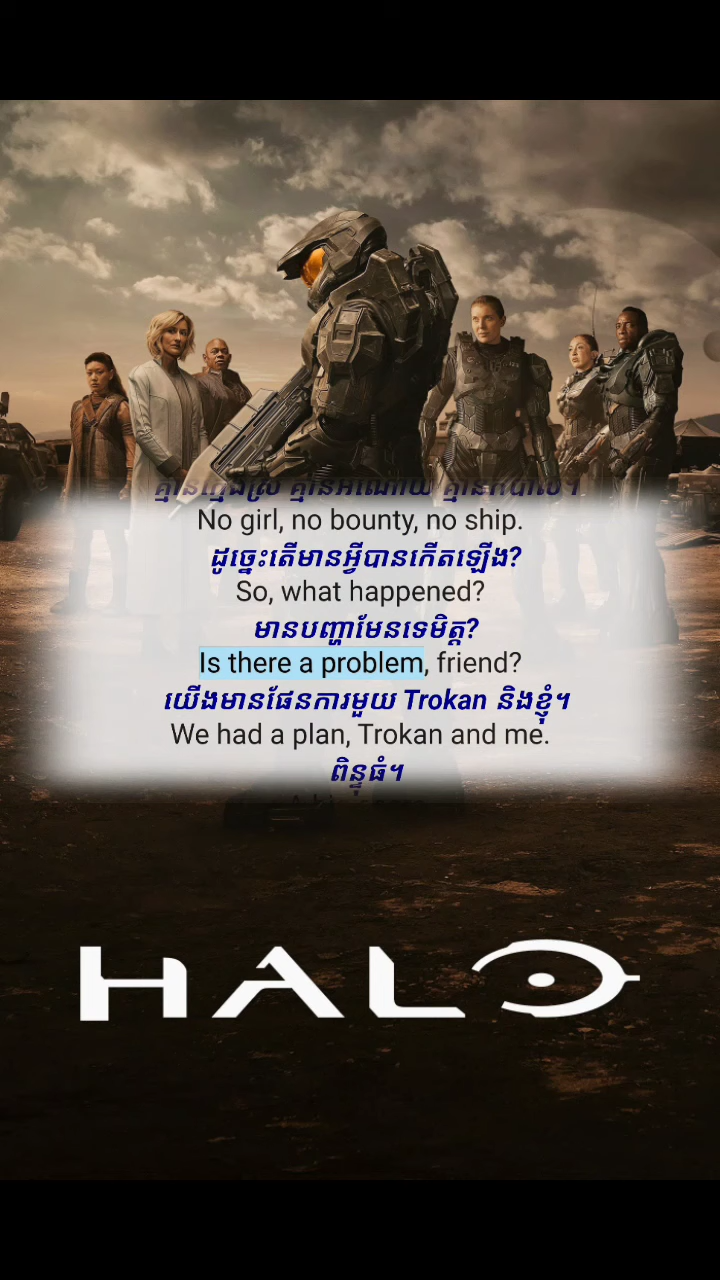 No girl, no bounty, no ship.
ដូច្នេះតើមានអ្វីបានកើតឡើង?
So, what happened?
មានបញ្ហាមែនទេមិត្ត?
Is there a problem, friend?
យើងមានផែនការមួយ Trokan និងខ្ញុំ។
We had a plan, Trokan and me.
ពិន្ទុធំ។
HALO